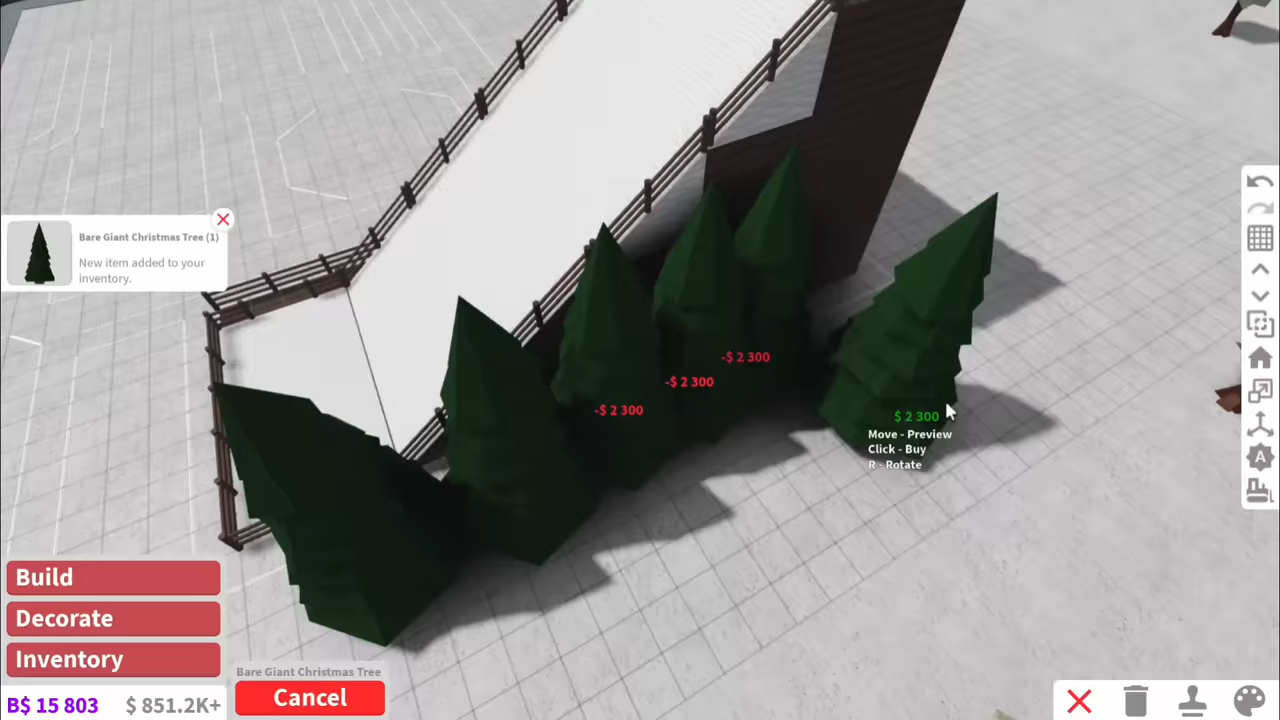 Bare Giant Christmas Tree (1)
New item added to your
inventory.
-$ 2 300
-$ 2 300
-$ 2 300
$ 2 300
Move - Preview
Click - Buy
R - Rotate
Build
Decorate
Inventory
Bare Giant Christmas Tree
Cancel
B$ 15 803
$ 851.2K+
A